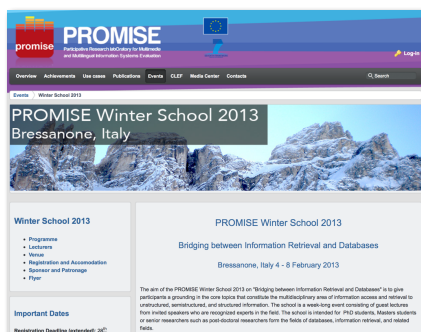 promise
PROMISE
Participative Research labOratory for Multimedia
and Multilingual Information Systems Evaluation
Log-in
Overview Achievements Use cases Publications Events CLEF Media Center Contacts Search
Events Winter School 2013
PROMISE Winter School 2013
Bressanone, Italy
Winter School 2013
Programme
Lecturers
Venue
Registration and Accomodation
Sponsor and Patronage
Flyer
Important Dates
Registration Deadline (extended): 28th
PROMISE Winter School 2013
Bridging between Information Retrieval and Databases
Bressanone, Italy 4 - 8 February 2013
The aim of the PROMISE Winter School 2013 on "Bridging between Information Retrieval and Databases" is to give
participants a grounding in the core topics that constitute the multidisciplinary area of information access and retrieval to
unstructured, semistructured, and structured information. The school is a week-long event consisting of guest lectures
from invited speakers who are recognized experts in the field. The school is intended for PhD students, Masters students
or senior researchers such as post-doctoral researchers form the fields of databases, information retrieval, and related
fields.